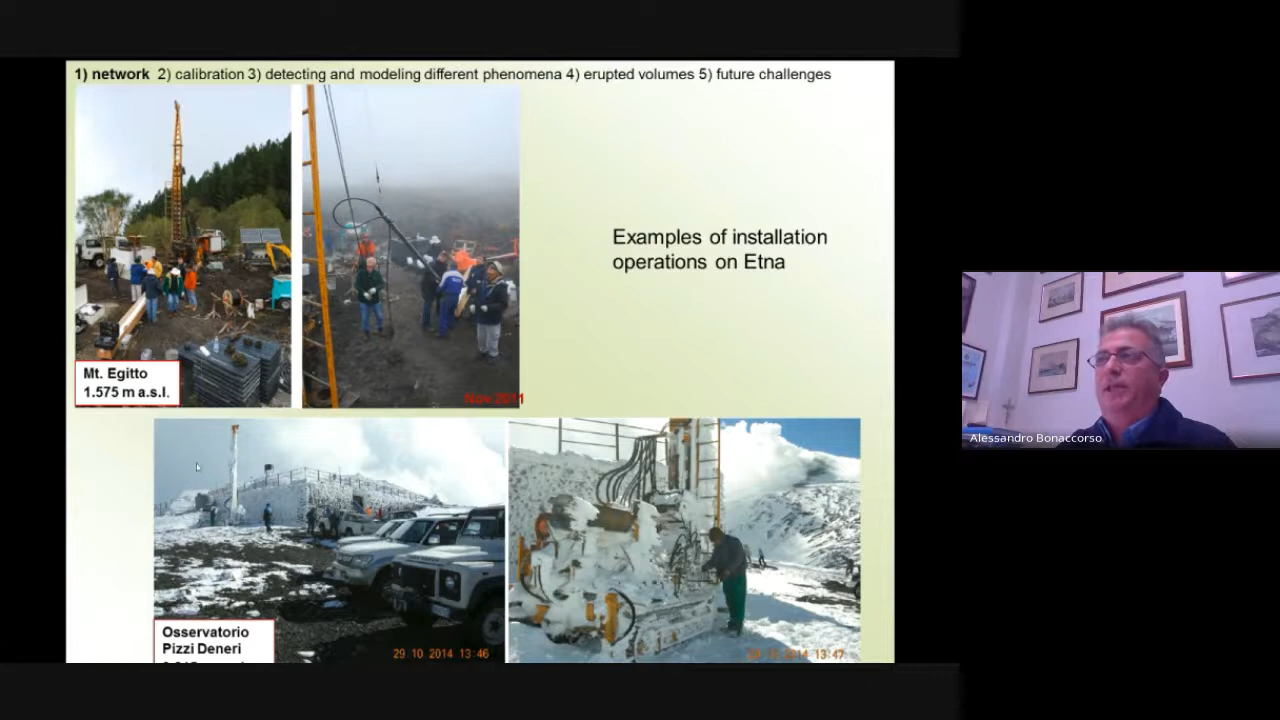 1) network 2) calibration 3) detecting and modeling different phenomena 4) erupted volumes 5) future challenges
Examples of installation
operations on Etna
Mt. Egitto
1.575 m a.s.l.
Nov 2011
Alessandro Bonaccorso
Osservatorio
Pizzi Deneri
29 10 2014 13:46
2014 13:47